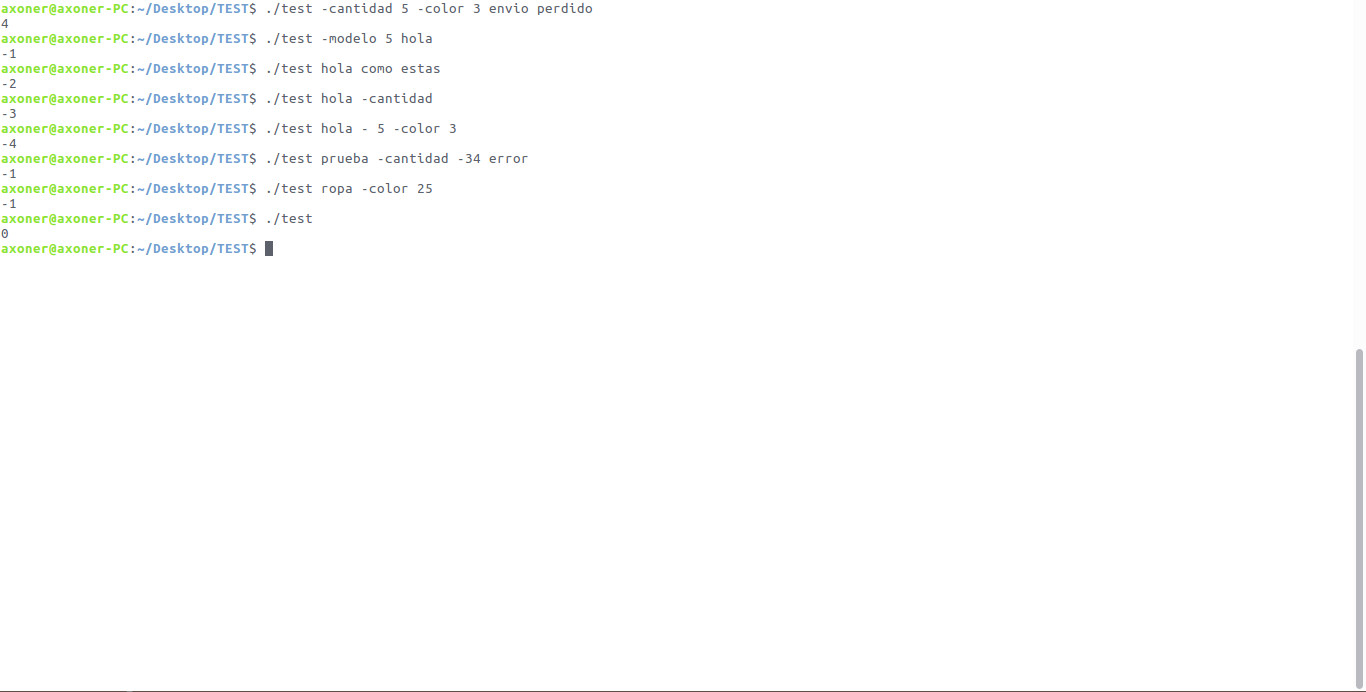 axoner@axoner-PC:~/Desktop/TEST$ ./test -cantidad 5 -color 3 envio perdido
4
axoner@axoner-PC:~/Desktop/TEST$ ./test -modelo 5 hola
-1
axoner@axoner-PC:~/Desktop/TEST$ ./test hola como estas
-2
axoner@axoner-PC:~/Desktop/TEST$ ./test hola -cantidad
-3
axoner@axoner-PC:~/Desktop/TEST$ ./test hola - 5 -color 3
-4
axoner@axoner-PC:~/Desktop/TEST$ ./test prueba -cantidad -34 error
-1
axoner@axoner-PC:~/Desktop/TEST$ ./test ropa -color 25
-1
axoner@axoner-PC:~/Desktop/TEST$ ./test
0
axoner@axoner-PC:~/Desktop/TEST$